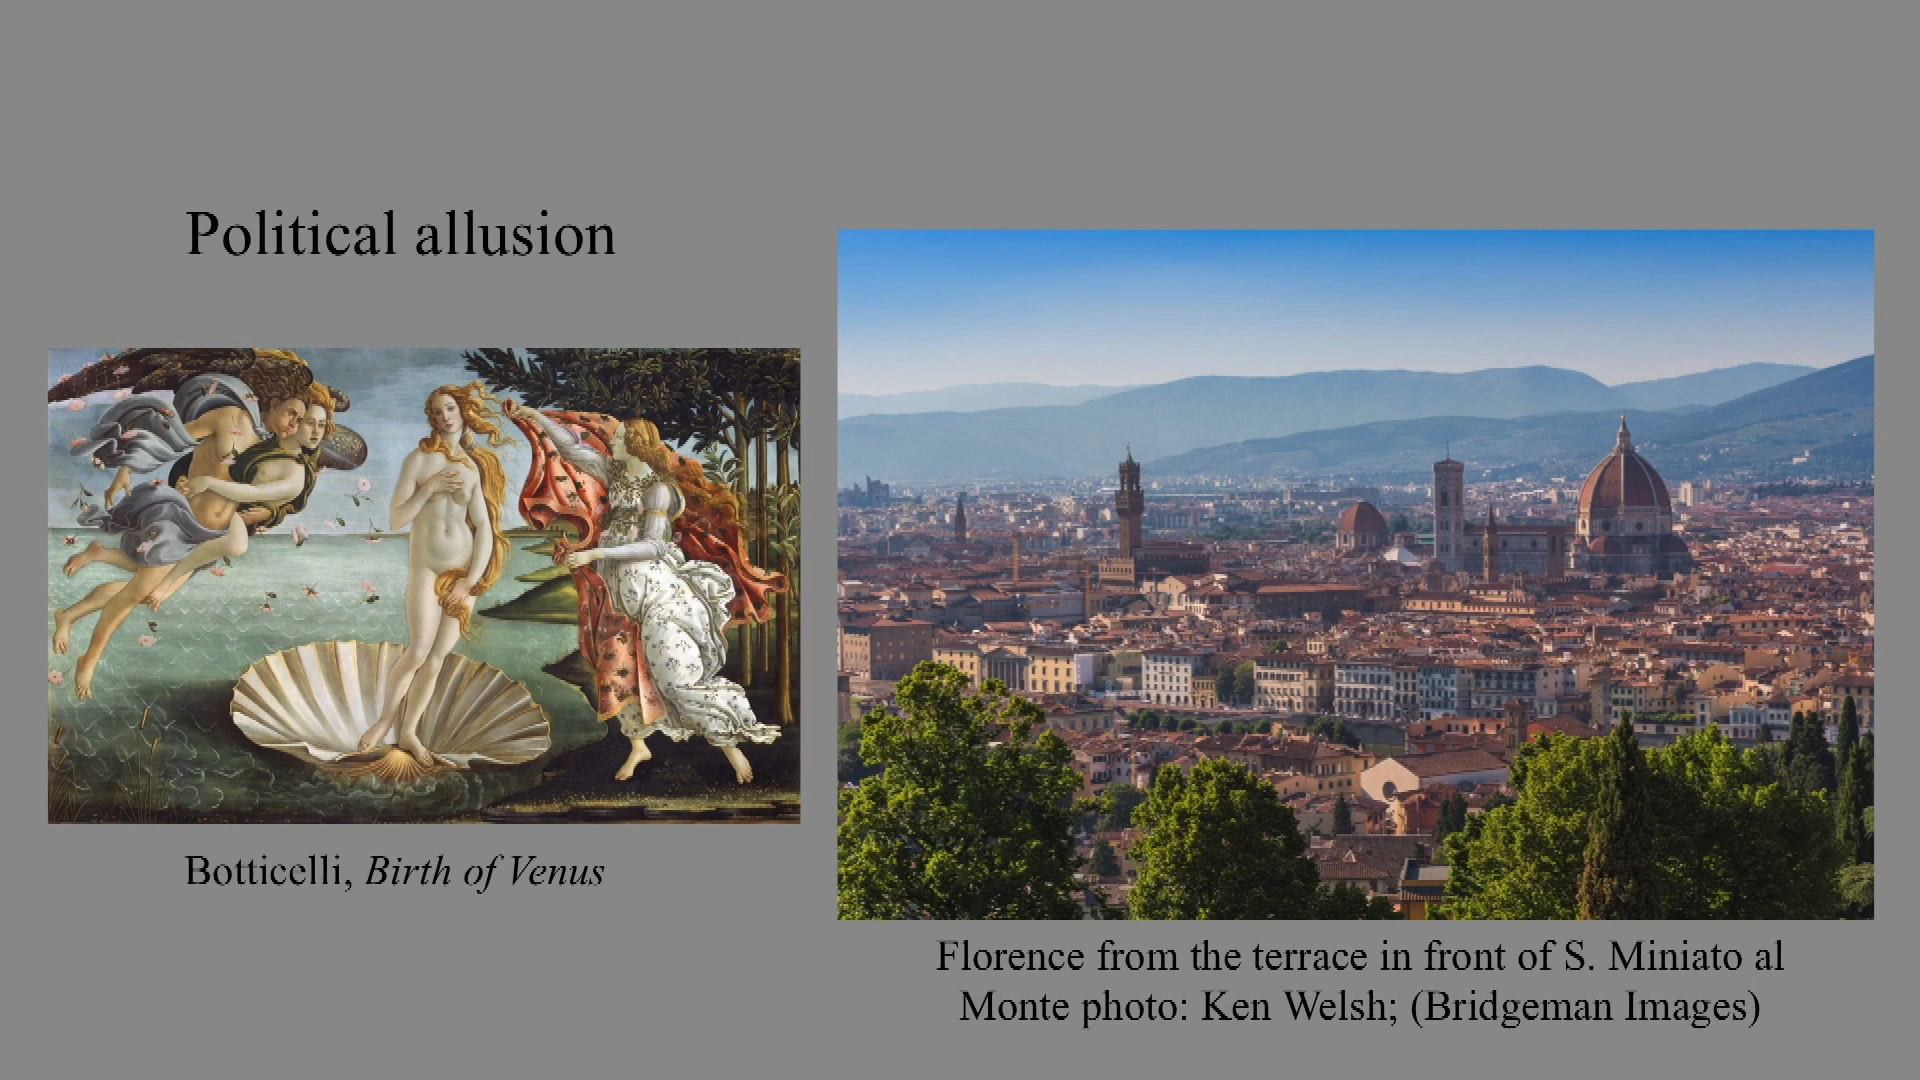 Political allusion
Botticelli, Birth of Venus
Florence from the terrace in front of S. Miniato al
Monte photo: Ken Welsh; (Bridgeman Images)